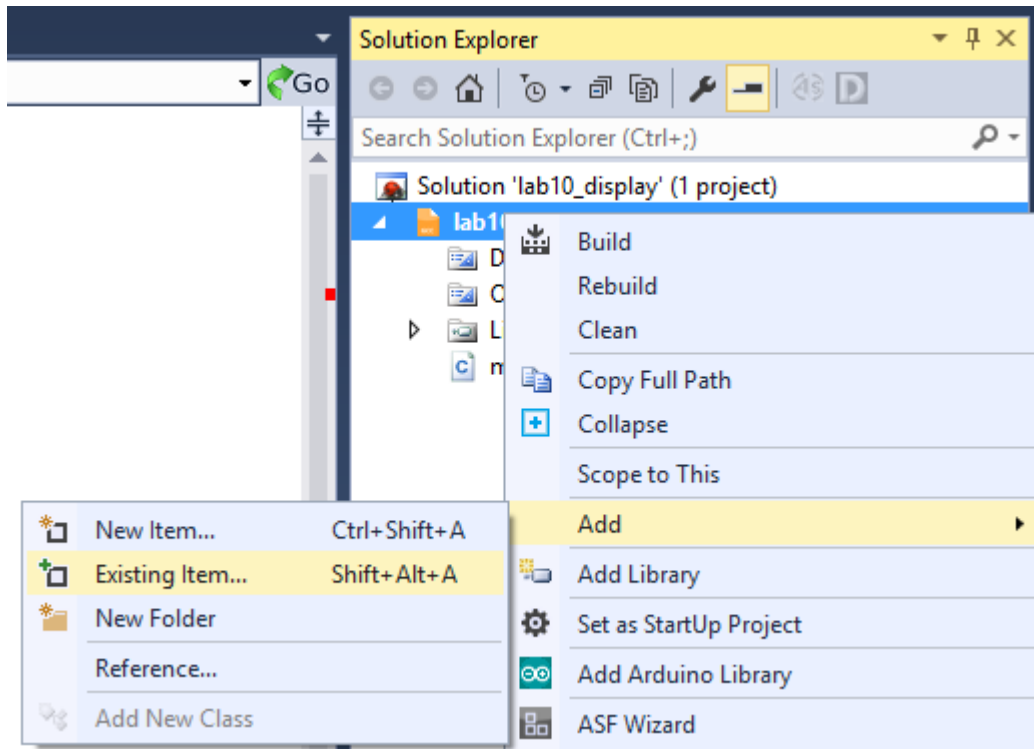 Solution Explorer
Go
Search Solution Explorer (Ctrl+;)
Solution 'lab10_display' (1 project)
Build
Rebuild
Clean
Copy Full Path
Collapse
Scope to This
Add
Add Library
Set as StartUp Project
Add Arduino Library
ASF Wizard
New Item... Ctrl+Shift+A
Existing Item... Shift+Alt+A
New Folder
Reference...
Add New Class